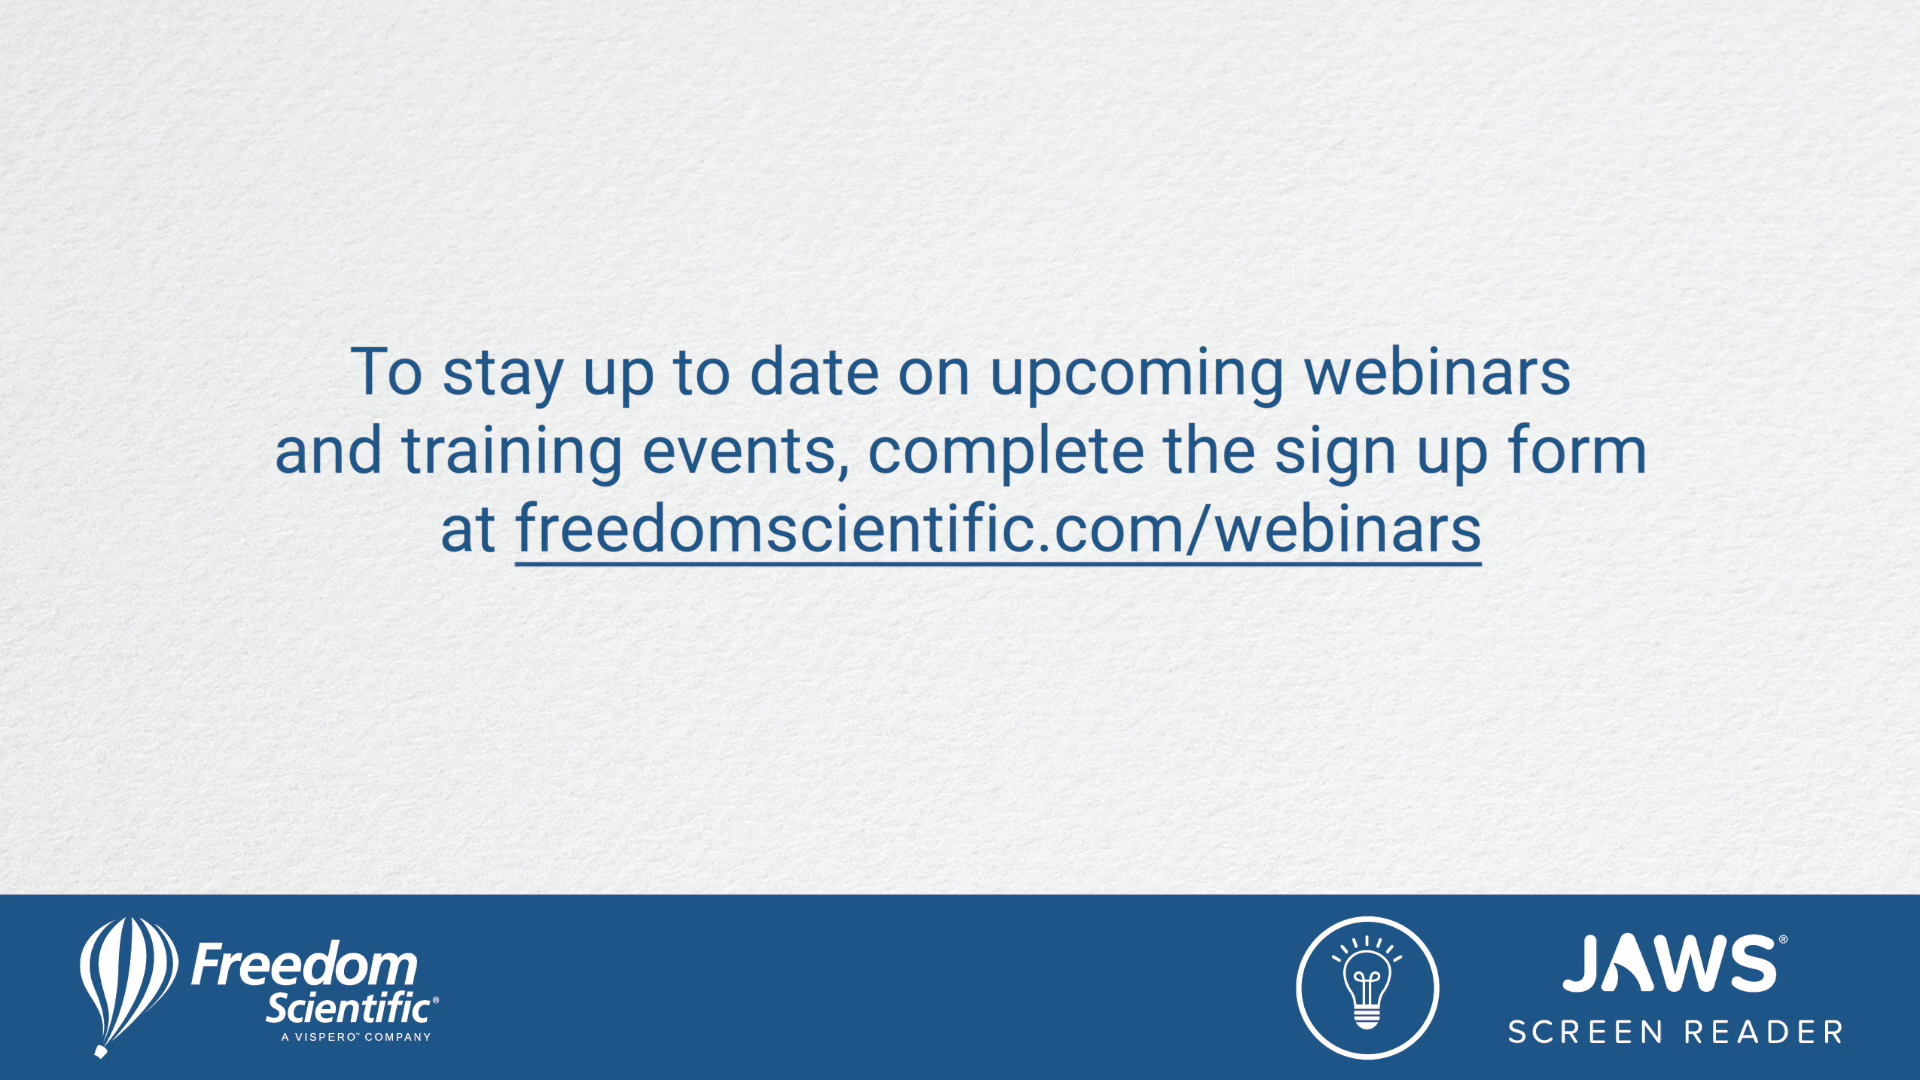 To stay up to date on upcoming webinars
and training events, complete the sign up form
at freedomscientific.com/webinars
Freedom
Scientific®
A VISPERO™ COMPANY
JAWS®
SCREEN READER